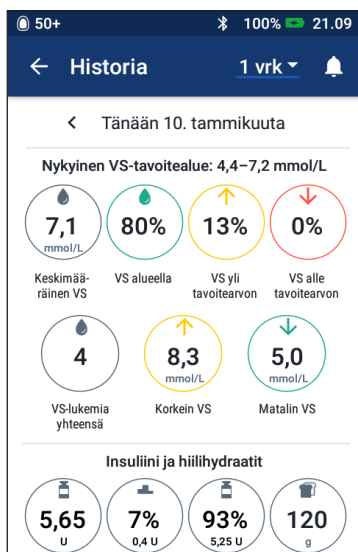 50+ 100% 21.09
Historia 1 vrk
Tänään 10. tammikuuta
Nykyinen VS-tavoitealue: 4,4–7,2 mmol/L
7,1 80% 13% 0%
mmol/L
Keskimää- VS alueella VS yli VS alle
räinen VS tavoitearvon tavoitearvon
4 8,3 5,0
mmol/L mmol/L
VS-lukemia Korkein VS Matalin VS
yhteensä
Insuliini ja hiilihydraatit
5,65 7% 93% 120
U 0,4 U 5,25 U g